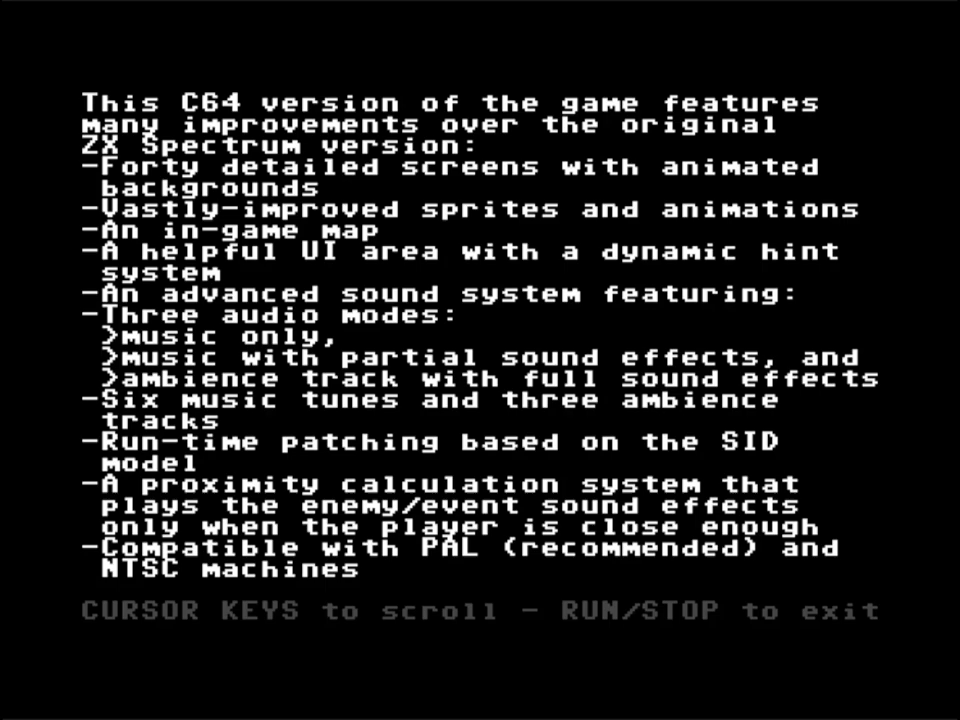 This C64 version of the game features
many improvements over the original
ZX Spectrum version:
-Forty detailed screens with animated
backgrounds
-Vastly-improved sprites and animations
-An in-game map
-A helpful UI area with a dynamic hint
system
-An advanced sound system featuring:
-Three audio modes:
>music only,
>music with partial sound effects, and
>ambience track with full sound effects
-Six music tunes and three ambience
tracks
-Run-time patching based on the SID
model
-A proximity calculation system that
plays the enemy/event sound effects
only when the player is close enough
-Compatible with PAL (recommended) and
NTSC machines
CURSOR KEYS to scroll - RUN/STOP to exit